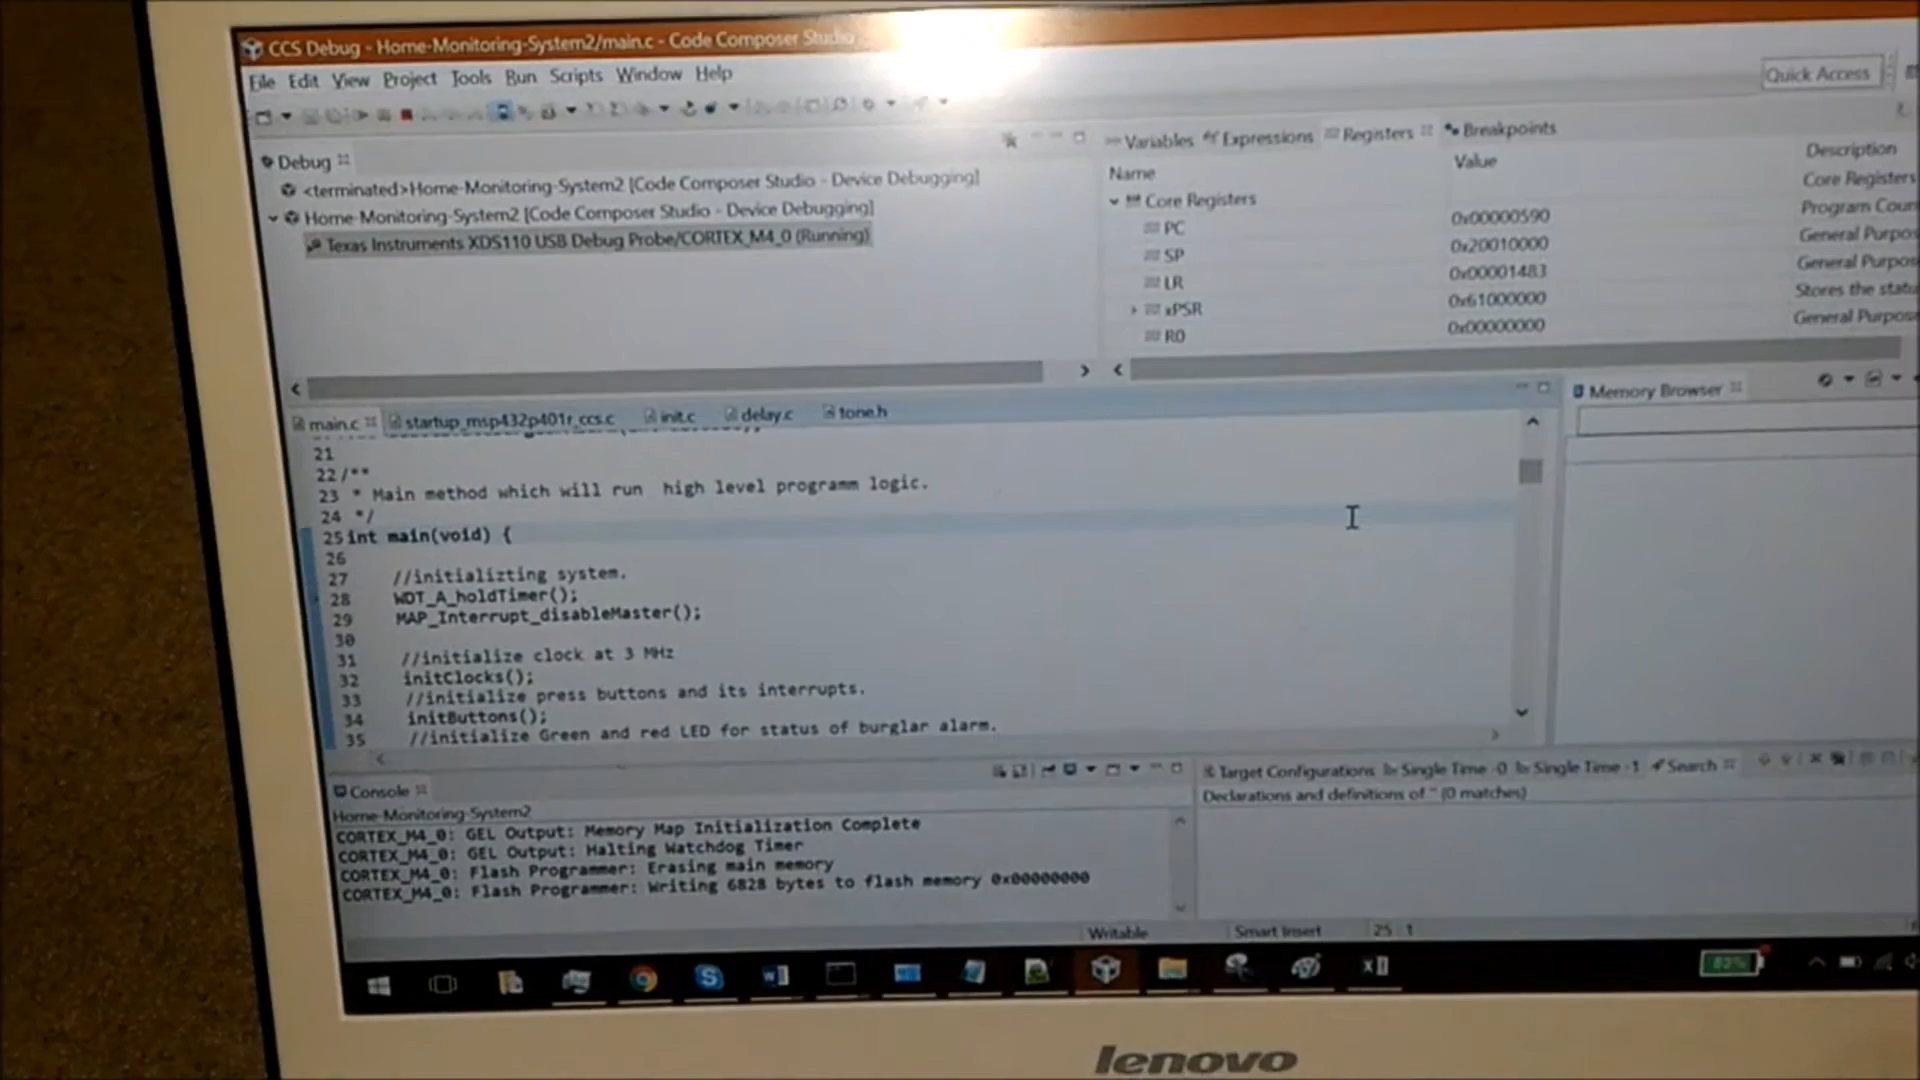 CCS Debug - Home-Monitoring-System2/main.c - Code Composer Studio
File Edit View Project Tools Run Scripts Window Help
Quick Access
Debug
<terminated>Home-Monitoring-System2 [Code Composer Studio - Device Debugging]
Home-Monitoring-System2 [Code Composer Studio - Device Debugging]
Texas Instruments XDS110 USB Debug Probe/CORTEX_M4_0 (Running)
Variables Expressions Registers Breakpoints
Name Value Description
Core Registers Core Registers
PC 0x00000590 Program Coun
SP 0x20010000 General Purpos
LR 0x00001483 General Purpos
xPSR 0x61000000 Stores the statu
R0 0x00000000 General Purpos
main.c startup_msp432p401r_ccs.c init.c delay.c tone.h
Memory Browser
21
22 /**
23 * Main method which will run  high level programm logic.
24 */
25 int main(void) {
26
27 //initializting system.
28 WDT_A_holdTimer();
29 MAP_Interrupt_disableMaster();
30
31 //initialize clock at 3 MHz
32 initClocks();
33 //initialize press buttons and its interrupts.
34 initButtons();
35 //initialize Green and red LED for status of burglar alarm.
Console
Home-Monitoring-System2
CORTEX_M4_0: GEL Output: Memory Map Initialization Complete
CORTEX_M4_0: GEL Output: Halting Watchdog Timer
CORTEX_M4_0: Flash Programmer: Erasing main memory
CORTEX_M4_0: Flash Programmer: Writing 6828 bytes to flash memory 0x00000000
Target Configurations Single Time -0 Single Time -1 Search
Declarations and definitions of '' (0 matches)
Writable Smart Insert 25 1
83%
lenovo